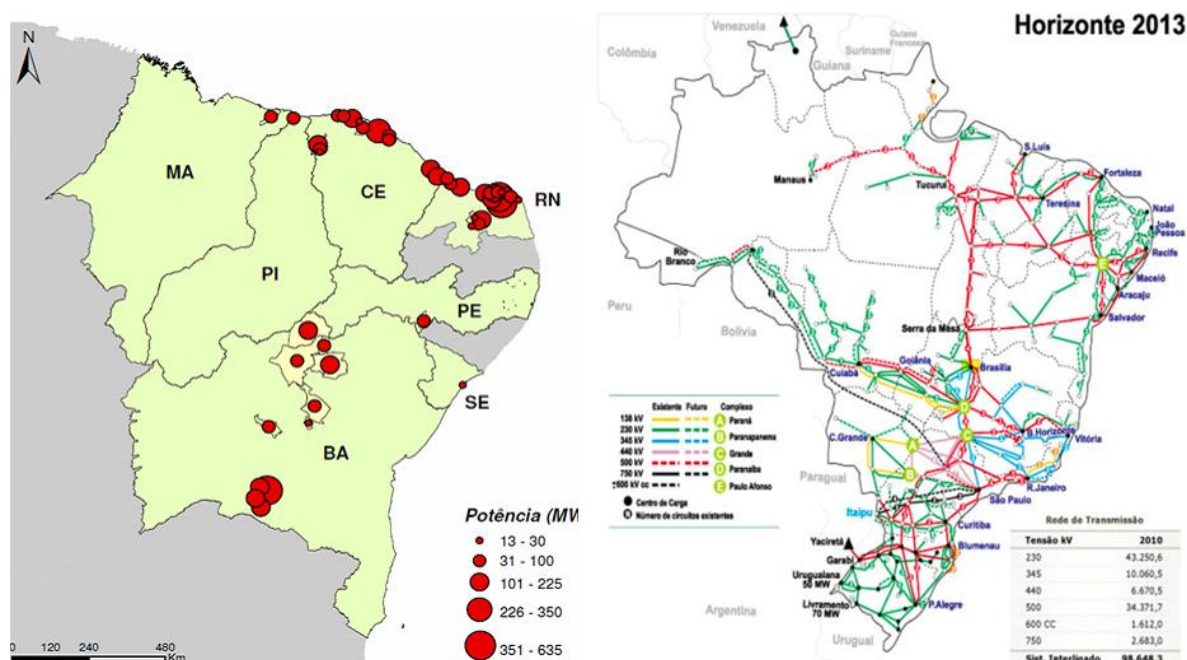 N
MA
CE
RN
PI
PE
SE
BA
Potência (MW
13 - 30
31 - 100
101 - 225
226 - 350
351 - 635
0 120 240 480
Km
Horizonte 2013
Venezuela
Colômbia
Guiana
Suriname
Guiana
Francesa
Manaus
Tucuruí
S.Luis
Fortaleza
Teresina
Natal
João
Pessoa
Recife
Maceió
Aracaju
Salvador
Rio
Branco
Peru
Bolívia
Serra da Mesa
Cuiabá
Goiânia
Brasília
C.Grande
B.Horizonte
Vitória
Paraguai
R.Janeiro
São Paulo
Itaipu
Curitiba
Blumenau
Yaciretá
Garabi
Uruguaiana
50 MW
Livramento
70 MW
P.Alegre
Argentina
Uruguai
Existente Futuro Complexo
138 kV A Paraná
230 kV B Paranapanema
345 kV C Grande
440 kV D Paranaíba
500 kV E Paulo Afonso
750 kV
±600 kV cc
Centro de Carga
N Número de circuitos existentes
A
B
C
D
E
Rede de Transmissão
Tensão kV 2010
230 43.250,6
345 10.060,5
440 6.670,5
500 34.371,7
600 CC 1.612,0
750 2.683,0
Sist. Interligado 98.648,3